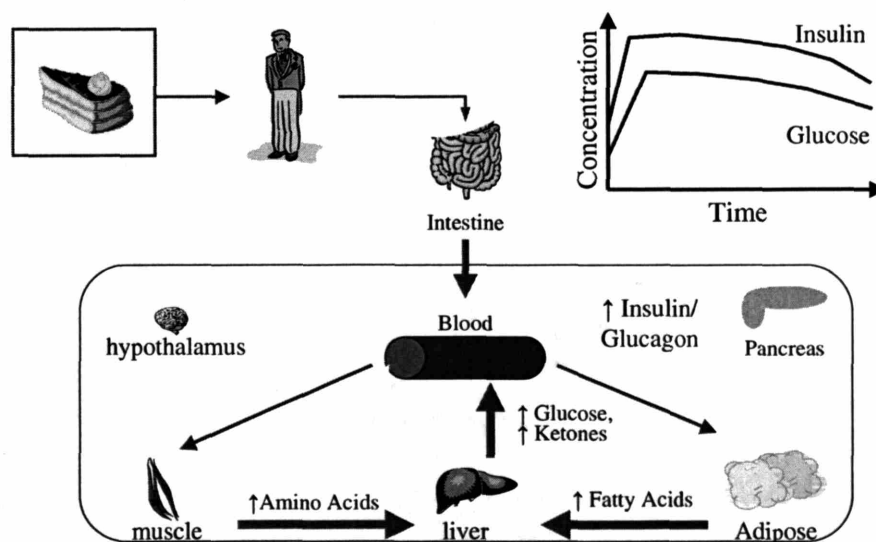 Insulin
Glucose
Concentration
Time
Intestine
hypothalamus
Blood
↑ Insulin/
Glucagon
Pancreas
↑ Glucose,
↑ Ketones
↑Amino Acids
↑ Fatty Acids
muscle
liver
Adipose